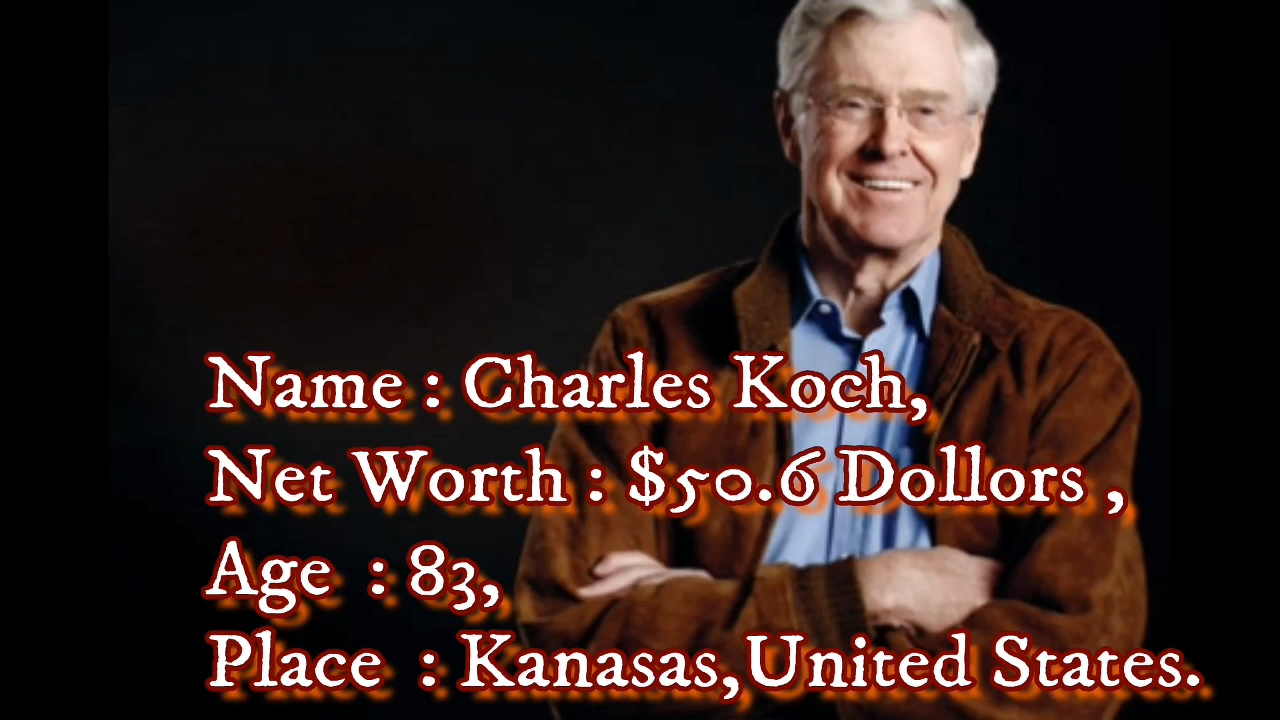 Name : Charles Koch,
Net Worth : $50.6 Dollors ,
Age : 83,
Place : Kanasas,United States.